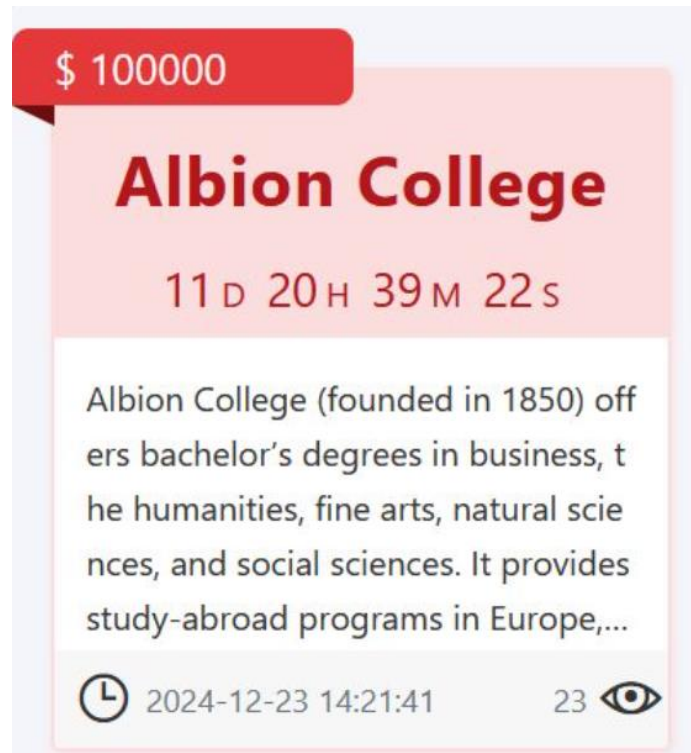 $ 100000
Albion College
11 D 20 H 39 M 22 S
Albion College (founded in 1850) off
ers bachelor’s degrees in business, t
he humanities, fine arts, natural scie
nces, and social sciences. It provides
study-abroad programs in Europe,...
2024-12-23 14:21:41 23